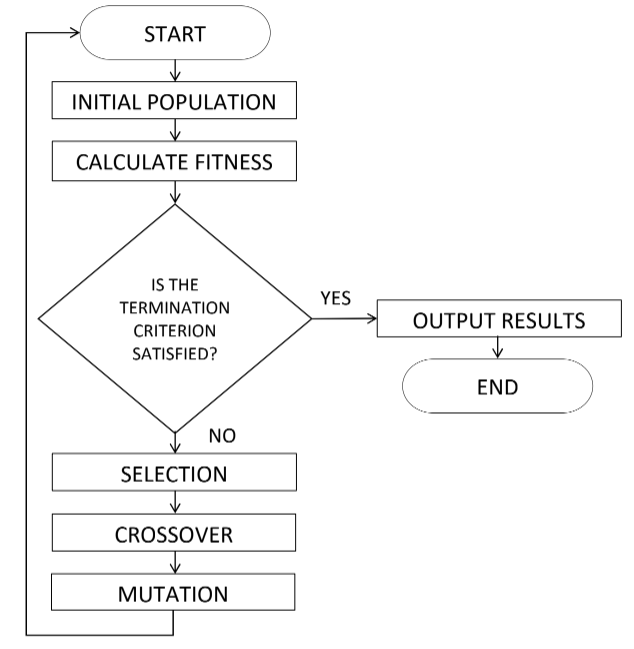 START
INITIAL POPULATION
CALCULATE FITNESS
IS THE
TERMINATION
CRITERION
SATISFIED?
YES
OUTPUT RESULTS
END
NO
SELECTION
CROSSOVER
MUTATION